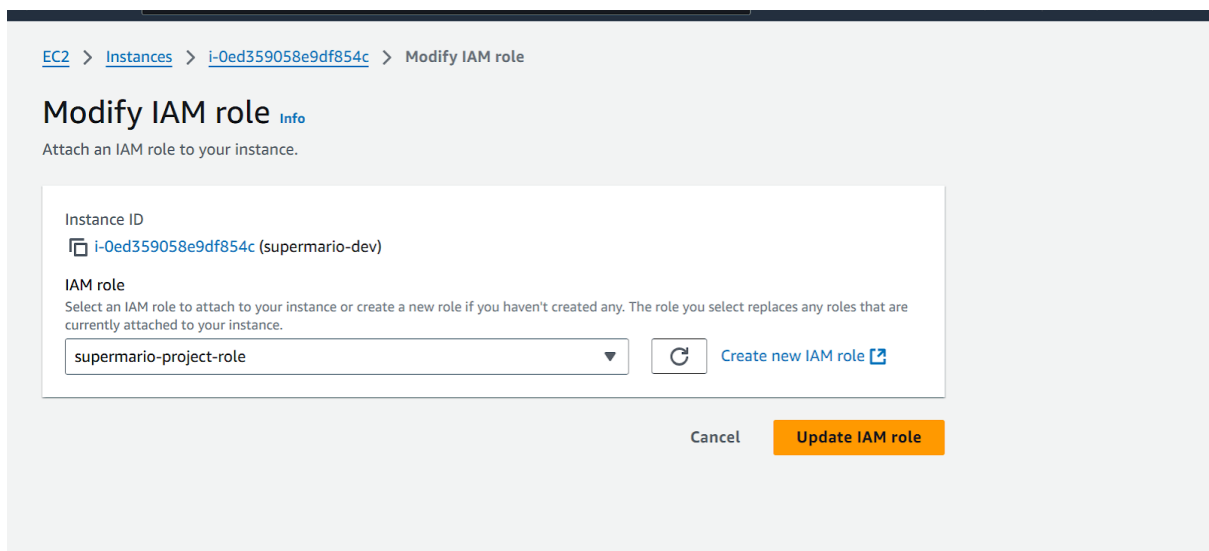 EC2 > Instances > i-0ed359058e9df854c > Modify IAM role
Modify IAM role Info
Attach an IAM role to your instance.
Instance ID
i-0ed359058e9df854c (supermario-dev)
IAM role
Select an IAM role to attach to your instance or create a new role if you haven't created any. The role you select replaces any roles that are
currently attached to your instance.
supermario-project-role
Create new IAM role
Cancel
Update IAM role